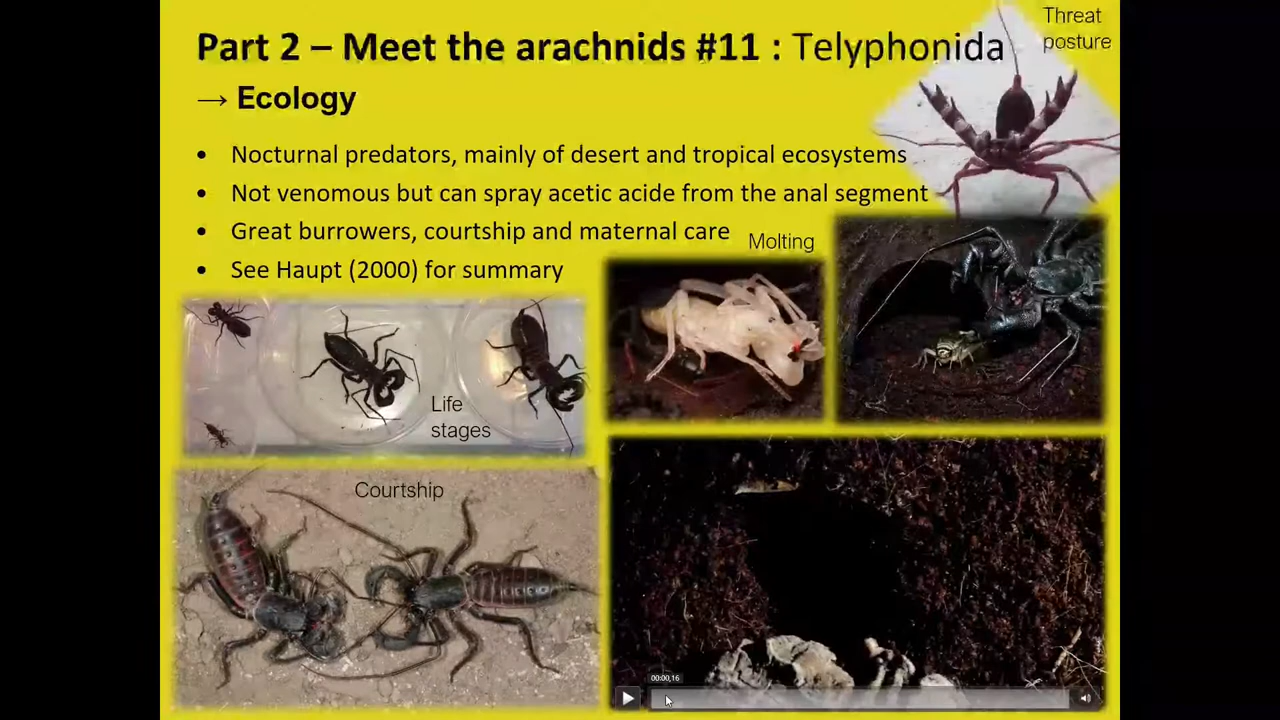 Part 2 – Meet the arachnids #11 : Telyphonida
Threat
posture
→ Ecology
• Nocturnal predators, mainly of desert and tropical ecosystems
• Not venomous but can spray acetic acide from the anal segment
• Great burrowers, courtship and maternal care
• See Haupt (2000) for summary
Molting
Life
stages
Courtship
00:00,16